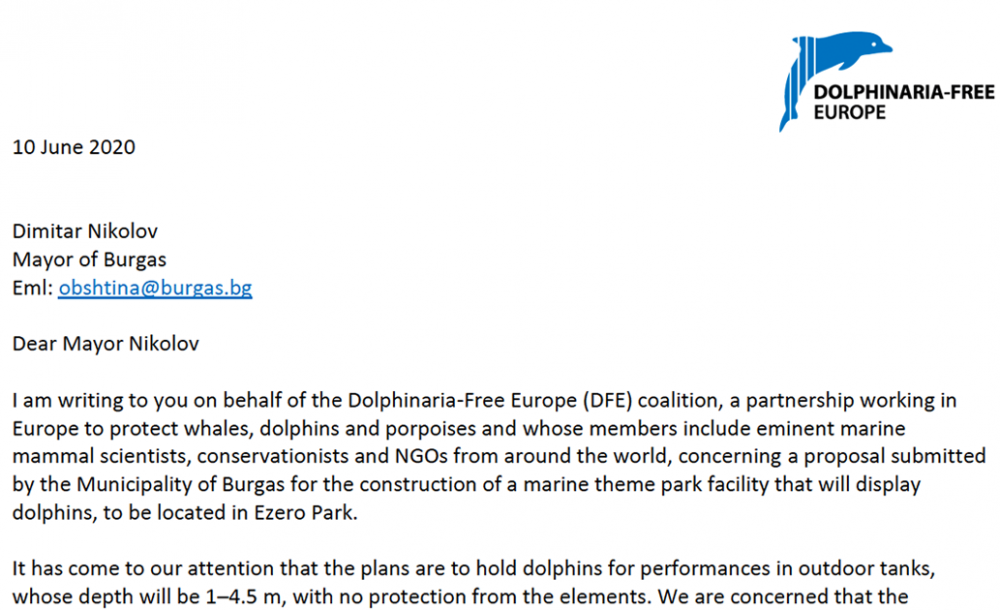 DOLPHINARIA-FREE
EUROPE
10 June 2020
Dimitar Nikolov
Mayor of Burgas
Eml: obshtina@burgas.bg
Dear Mayor Nikolov
I am writing to you on behalf of the Dolphinaria-Free Europe (DFE) coalition, a partnership working in
Europe to protect whales, dolphins and porpoises and whose members include eminent marine
mammal scientists, conservationists and NGOs from around the world, concerning a proposal submitted
by the Municipality of Burgas for the construction of a marine theme park facility that will display
dolphins, to be located in Ezero Park.
It has come to our attention that the plans are to hold dolphins for performances in outdoor tanks,
whose depth will be 1–4.5 m, with no protection from the elements. We are concerned that the